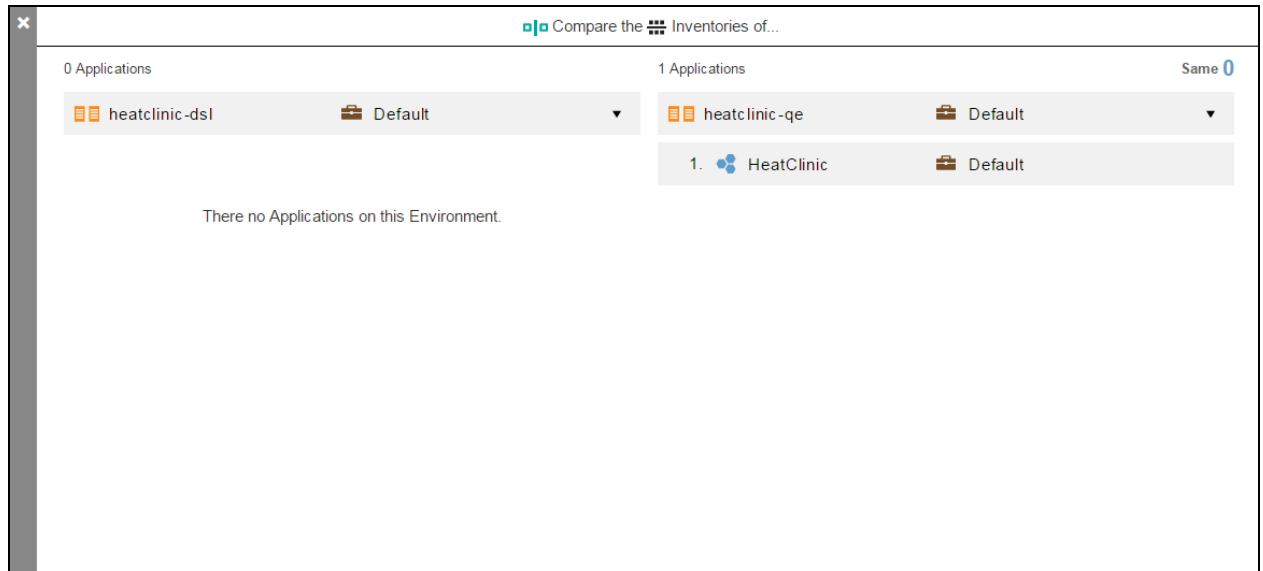 Compare the Inventories of...
0 Applications
1 Applications Same 0
heatclinic-dsl Default
heatclinic-qe Default
1. HeatClinic Default
There no Applications on this Environment.